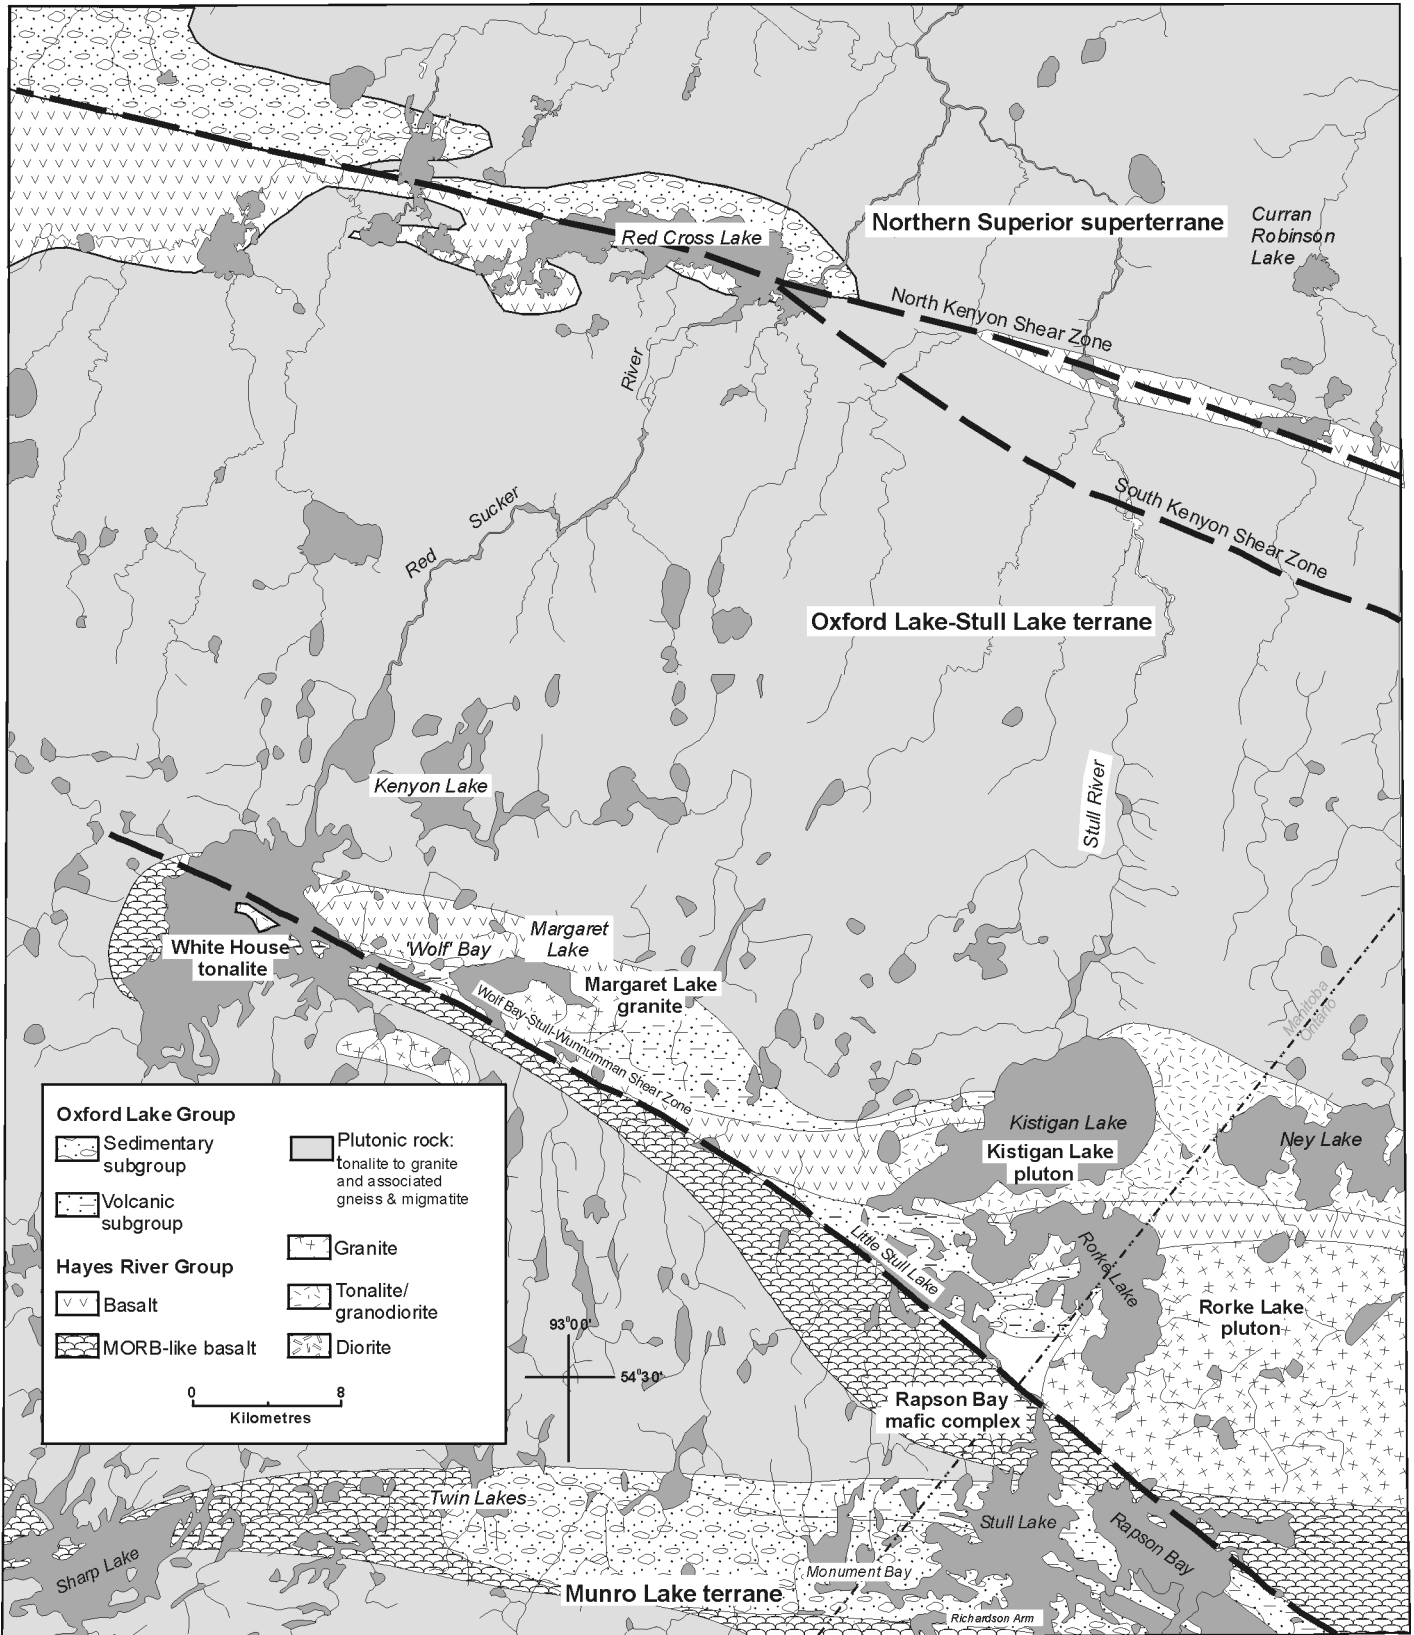 Northern Superior superterrane
Curran
Robinson
Lake
Red Cross Lake
North Kenyon Shear Zone
River
South Kenyon Shear Zone
Sucker
Red
Oxford Lake-Stull Lake terrane
Kenyon Lake
Stull River
Margaret
Lake
'Wolf' Bay
White House
tonalite
Margaret Lake
granite
Wolf Bay-Stull-Wunnumman Shear Zone
Manitoba
Ontario
Kistigan Lake
Kistigan Lake
pluton
Ney Lake
Little Stull Lake
Rorke Lake
Rorke Lake
pluton
Oxford Lake Group
Sedimentary
subgroup
Volcanic
subgroup
Hayes River Group
Basalt
MORB-like basalt
Plutonic rock:
tonalite to granite
and associated
gneiss & migmatite
Granite
Tonalite/
granodiorite
Diorite
0 8
Kilometres
93°00'
54°30'
Rapson Bay
mafic complex
Twin Lakes
Stull Lake
Rapson Bay
Sharp Lake
Monument Bay
Munro Lake terrane
Richardson Arm